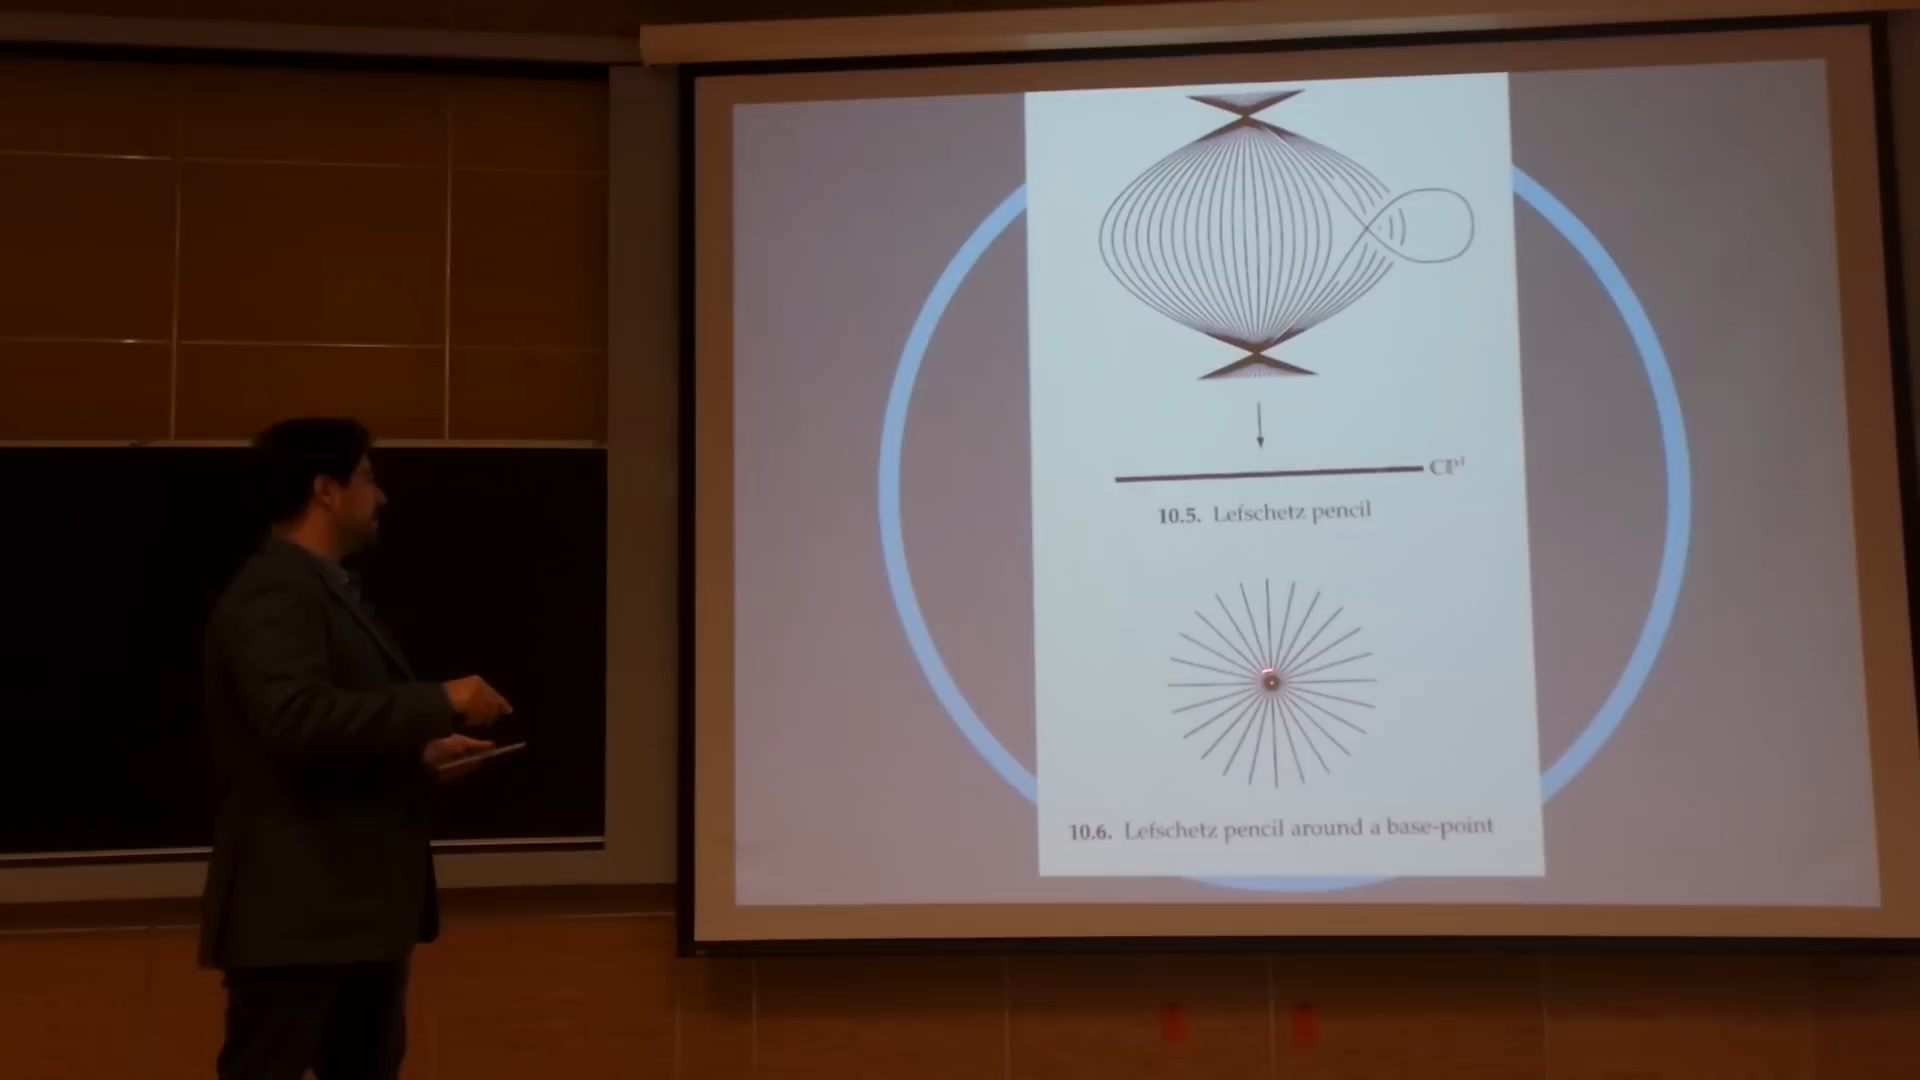 CP¹
10.5. Lefschetz pencil
10.6. Lefschetz pencil around a base-point